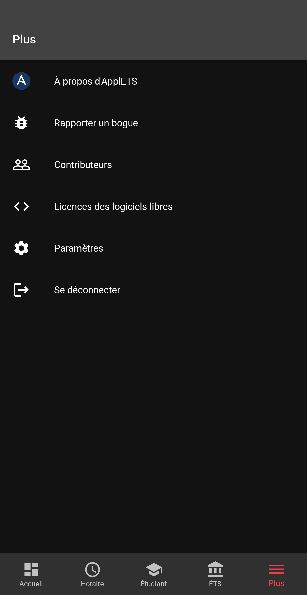 Plus
À propos d'ApplETS
Rapporter un bogue
Contributeurs
Licences des logiciels libres
Paramètres
Se déconnecter
Accueil
Horaire
Étudiant
ÉTS
Plus